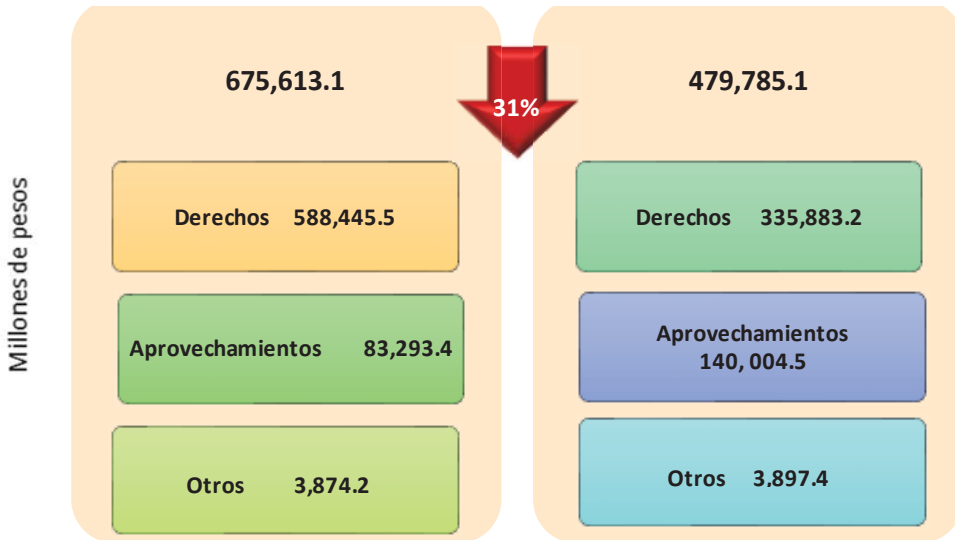 Millones de pesos
675,613.1
31%
479,785.1
Derechos 588,445.5
Aprovechamientos 83,293.4
Otros 3,874.2
Derechos 335,883.2
Aprovechamientos
140, 004.5
Otros 3,897.4